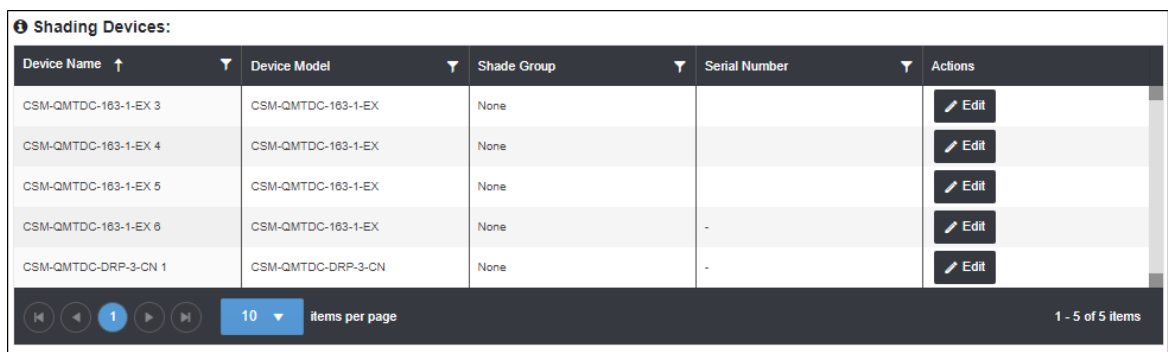 Shading Devices:
Device Name ↑ Device Model Shade Group Serial Number Actions
CSM-QMTDC-163-1-EX 3 CSM-QMTDC-163-1-EX None Edit
CSM-QMTDC-163-1-EX 4 CSM-QMTDC-163-1-EX None Edit
CSM-QMTDC-163-1-EX 5 CSM-QMTDC-163-1-EX None Edit
CSM-QMTDC-163-1-EX 6 CSM-QMTDC-163-1-EX None - Edit
CSM-QMTDC-DRP-3-CN 1 CSM-QMTDC-DRP-3-CN None - Edit
1 10 items per page 1 - 5 of 5 items